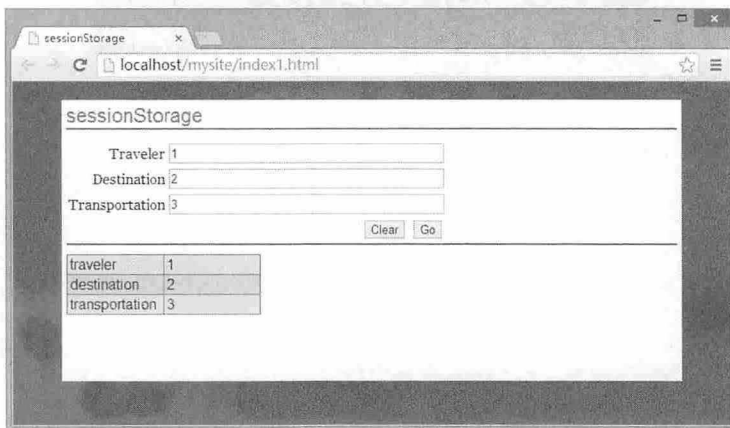 sessionStorage
localhost/mysite/index1.html
sessionStorage
Traveler 1
Destination 2
Transportation 3
Clear Go
traveler 1
destination 2
transportation 3